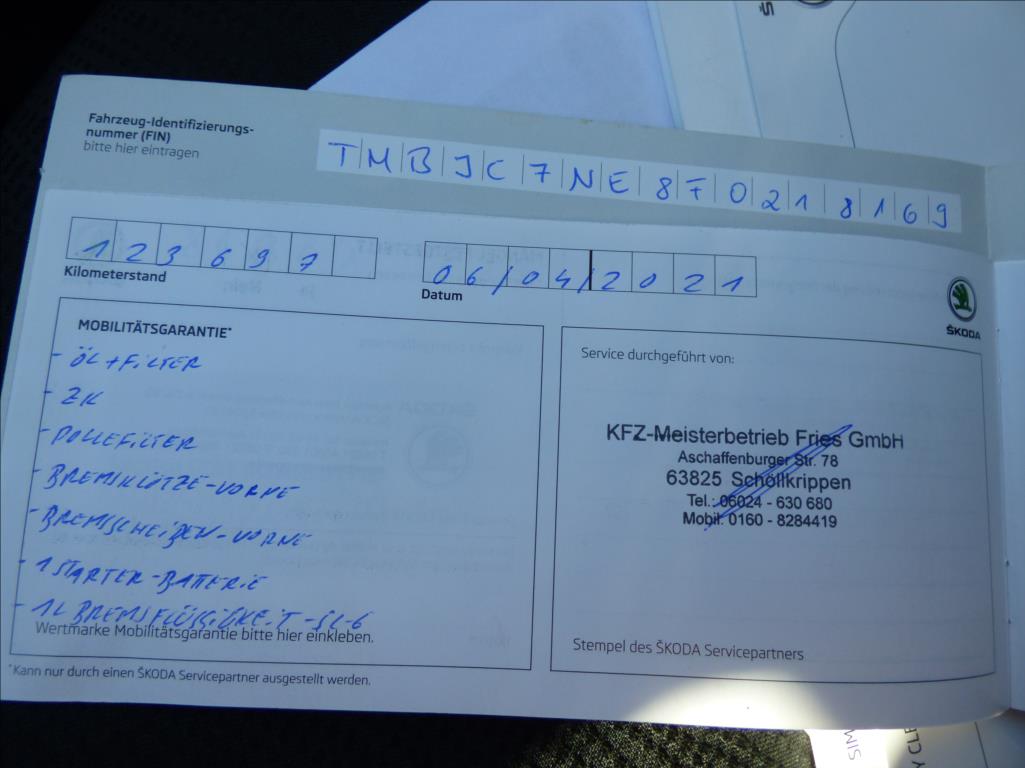 Fahrzeug-Identifizierungs-
nummer (FIN)
bitte hier eintragen
TMBJC7NE8F0218169
123697
Kilometerstand
06/04/2021
Datum
ŠKODA
MOBILITÄTSGARANTIE*
- ÖL + FILTER
- ZK
- POLLEFILTER
- BREMSKLÖTZE-VORNE
- BREMSCHEIBEN-VORNE
- 1 STARTER-BATTERIE
- 1L BREMSFLÜSSIGKEIT-SL-6
Wertmarke Mobilitätsgarantie bitte hier einkleben.
*Kann nur durch einen ŠKODA Servicepartner ausgestellt werden.
Service durchgeführt von:
KFZ-Meisterbetrieb Fries GmbH
Aschaffenburger Str. 78
63825 Schöllkrippen
Tel.: 06024 - 630 680
Mobil: 0160 - 8284419
Stempel des ŠKODA Servicepartners